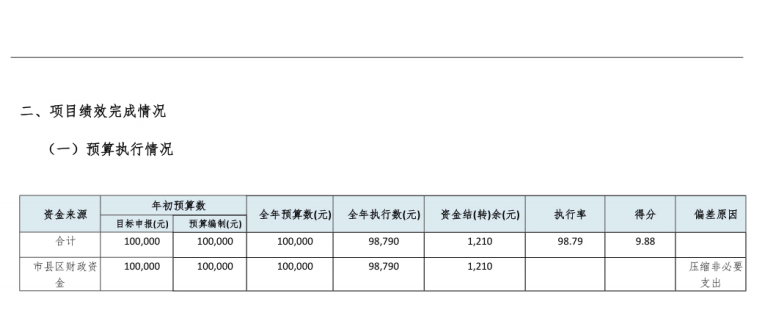 二、项目绩效完成情况
（一）预算执行情况
资金来源 年初预算数 全年预算数(元) 全年执行数(元) 资金结(转)余(元) 执行率 得分 偏差原因
目标申报(元) 预算编制(元)
合计 100,000 100,000 100,000 98,790 1,210 98.79 9.88
市县区财政资 100,000 100,000 100,000 98,790 1,210 压缩非必要
金 支出